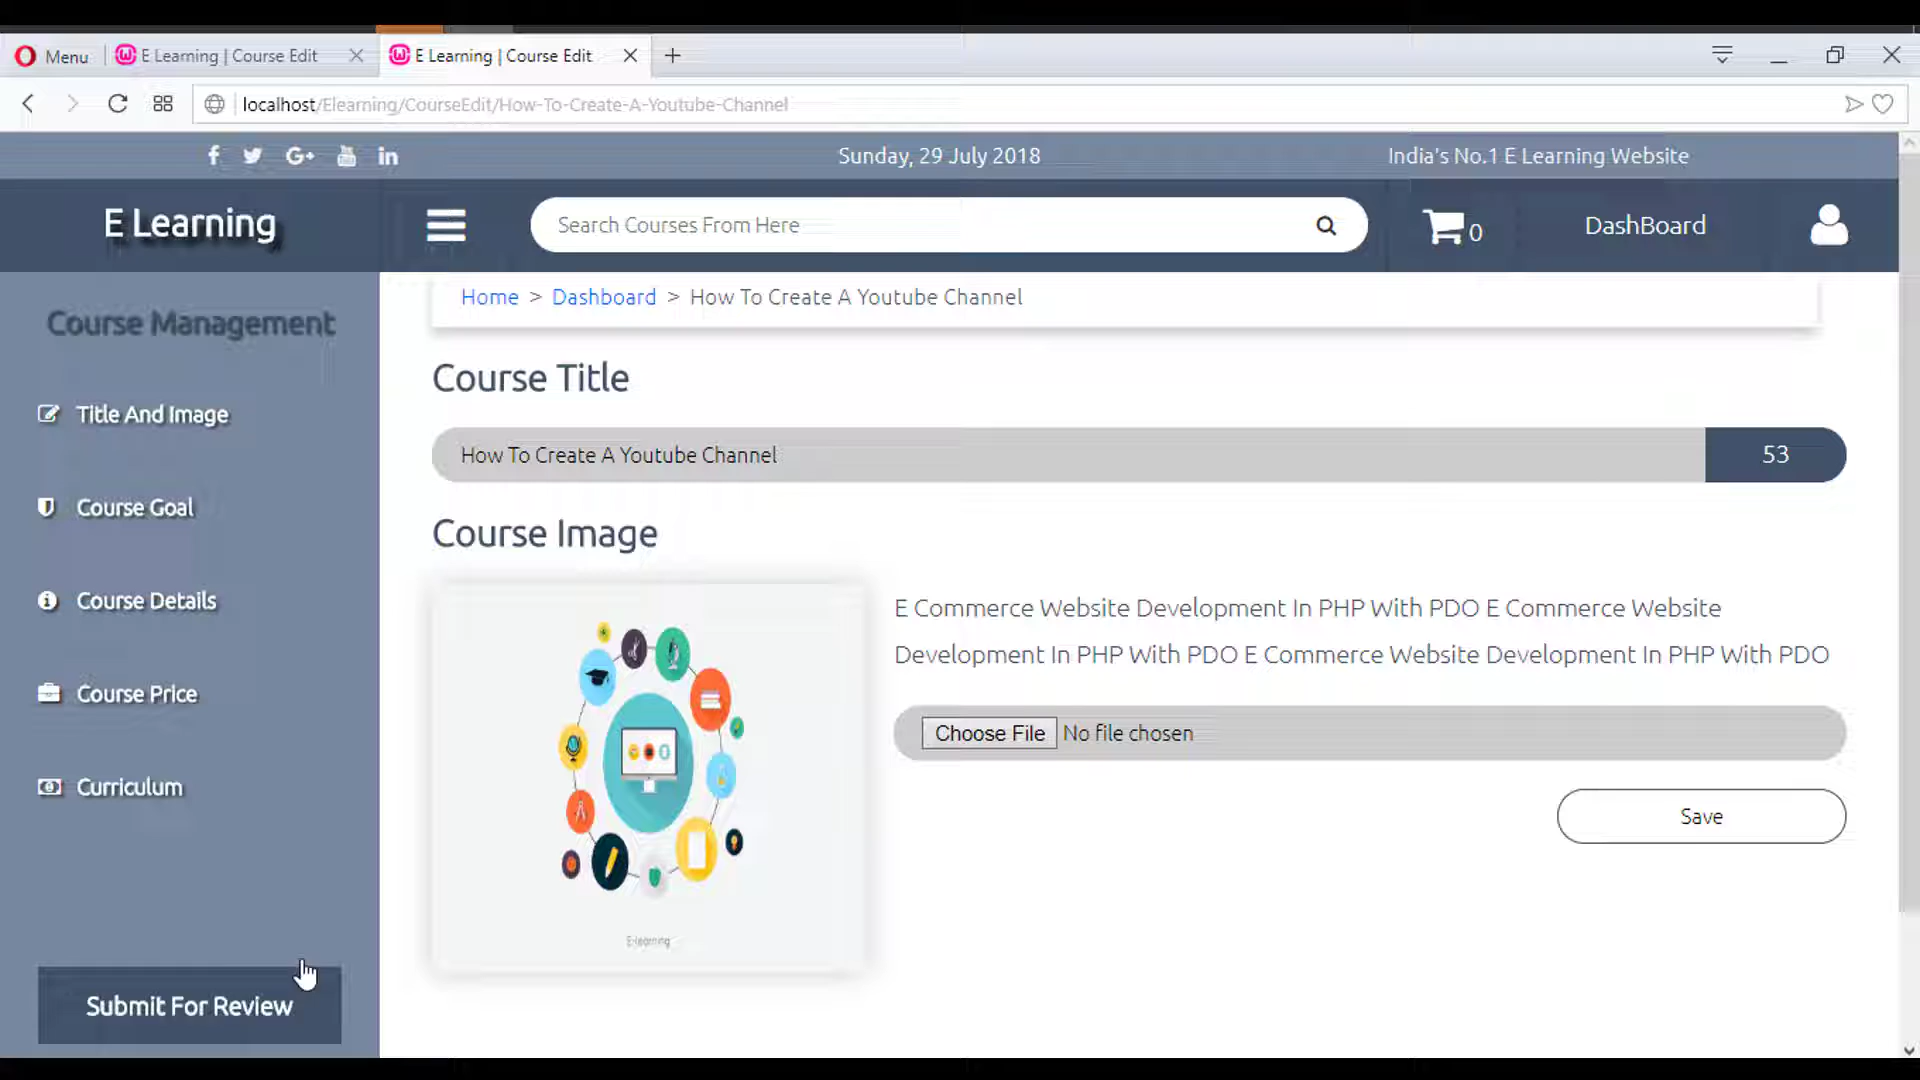 Menu
E Learning | Course Edit
E Learning | Course Edit
localhost/Elearning/CourseEdit/How-To-Create-A-Youtube-Channel
Sunday, 29 July 2018
India's No.1 E Learning Website
E Learning
Search Courses From Here
0
DashBoard
Home > Dashboard > How To Create A Youtube Channel
Course Management
Title And Image
Course Goal
Course Details
Course Price
Curriculum
Submit For Review
Course Title
How To Create A Youtube Channel
53
Course Image
E-learning
E Commerce Website Development In PHP With PDO E Commerce Website
Development In PHP With PDO E Commerce Website Development In PHP With PDO
Choose File No file chosen
Save